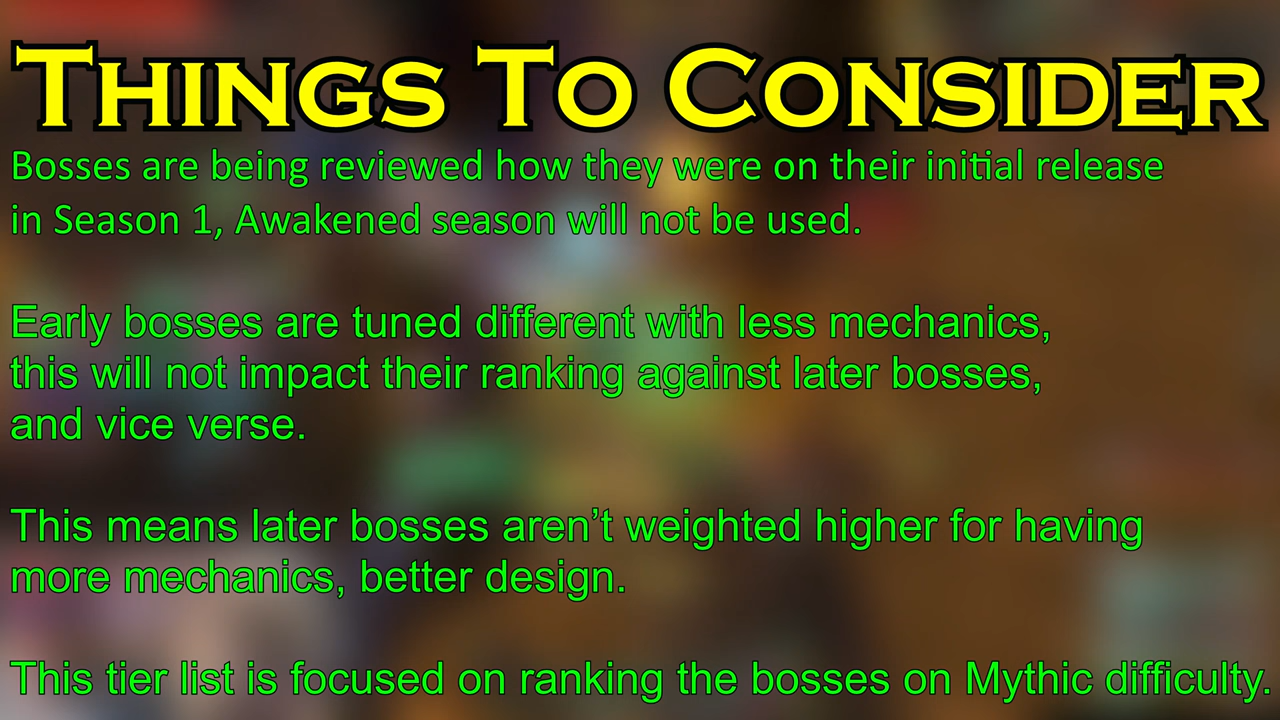 Things To Consider
Bosses are being reviewed how they were on their initial release
in Season 1, Awakened season will not be used.
Early bosses are tuned different with less mechanics,
this will not impact their ranking against later bosses,
and vice verse.
This means later bosses aren’t weighted higher for having
more mechanics, better design.
This tier list is focused on ranking the bosses on Mythic difficulty.